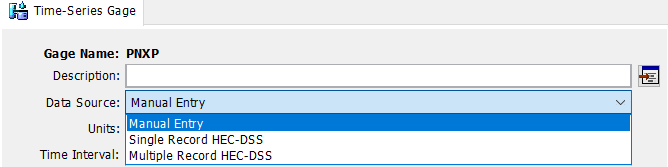 Time-Series Gage
Gage Name: PNXP
Description:
Data Source: Manual Entry
Manual Entry
Units:
Single Record HEC-DSS
Time Interval: Multiple Record HEC-DSS